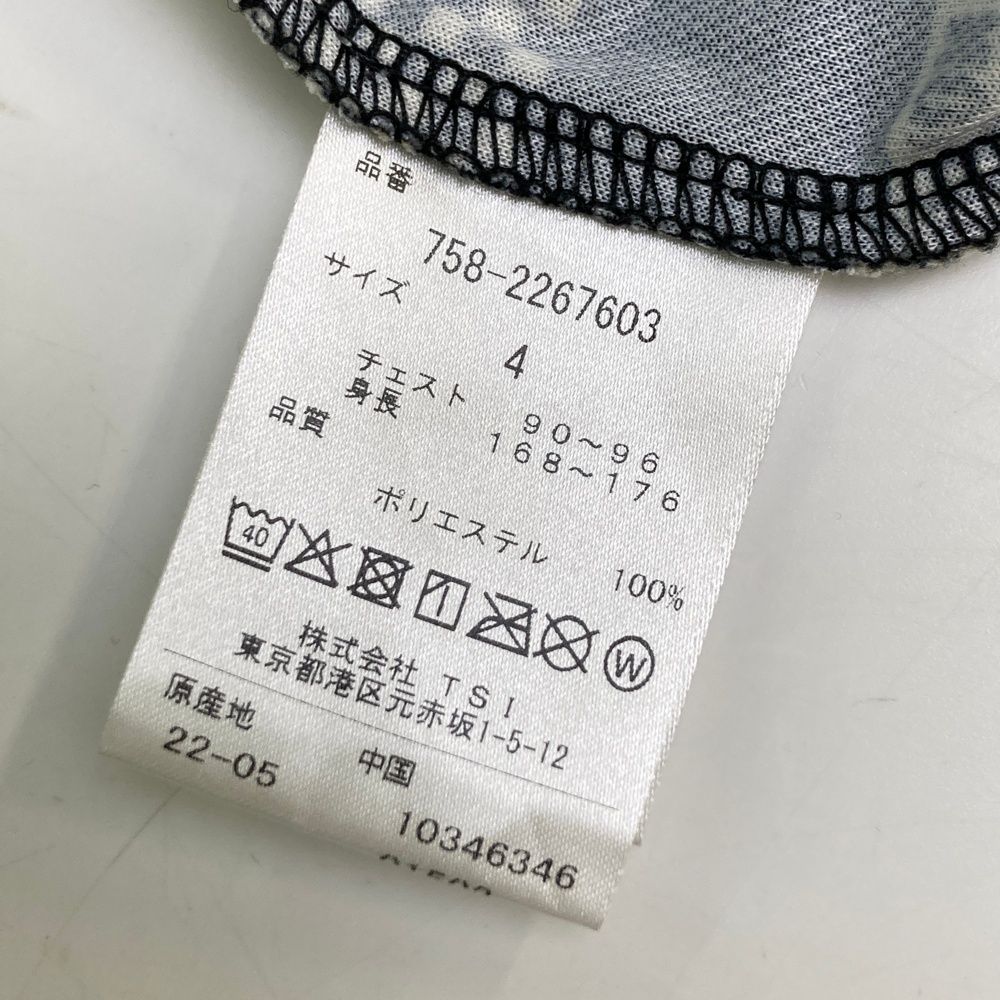 品番
758-2267603
サイズ
4
チェスト 90～96
身長 168～176
品質
ポリエステル 100%
40
W
株式会社 TSI
東京都港区元赤坂1-5-12
原産地 中国
22-05 10346346